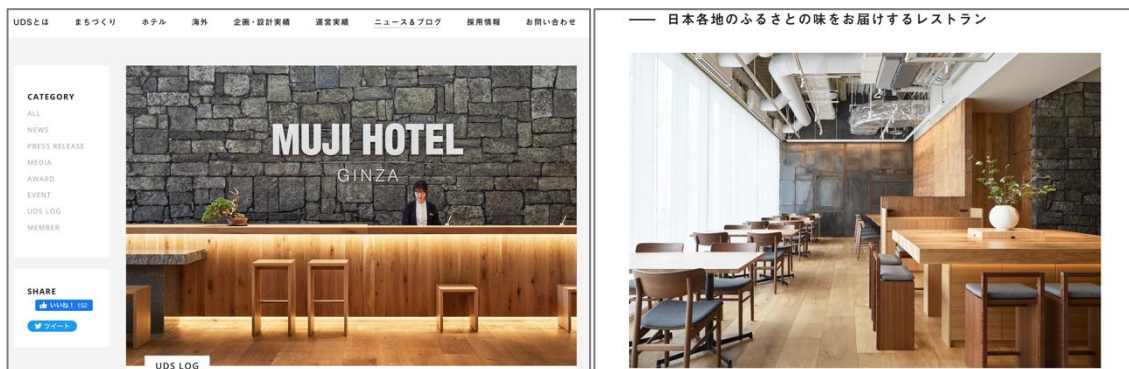 UDSとは まちづくり ホテル 海外 企画・設計実績 運営実績 ニュース&ブログ 採用情報 お問い合わせ
CATEGORY
ALL
NEWS
PRESS RELEASE
MEDIA
AWARD
EVENT
UDS LOG
MEMBER
SHARE
いいね! 152
ツイート
MUJI HOTEL
GINZA
UDS LOG
日本各地のふるさとの味をお届けするレストラン